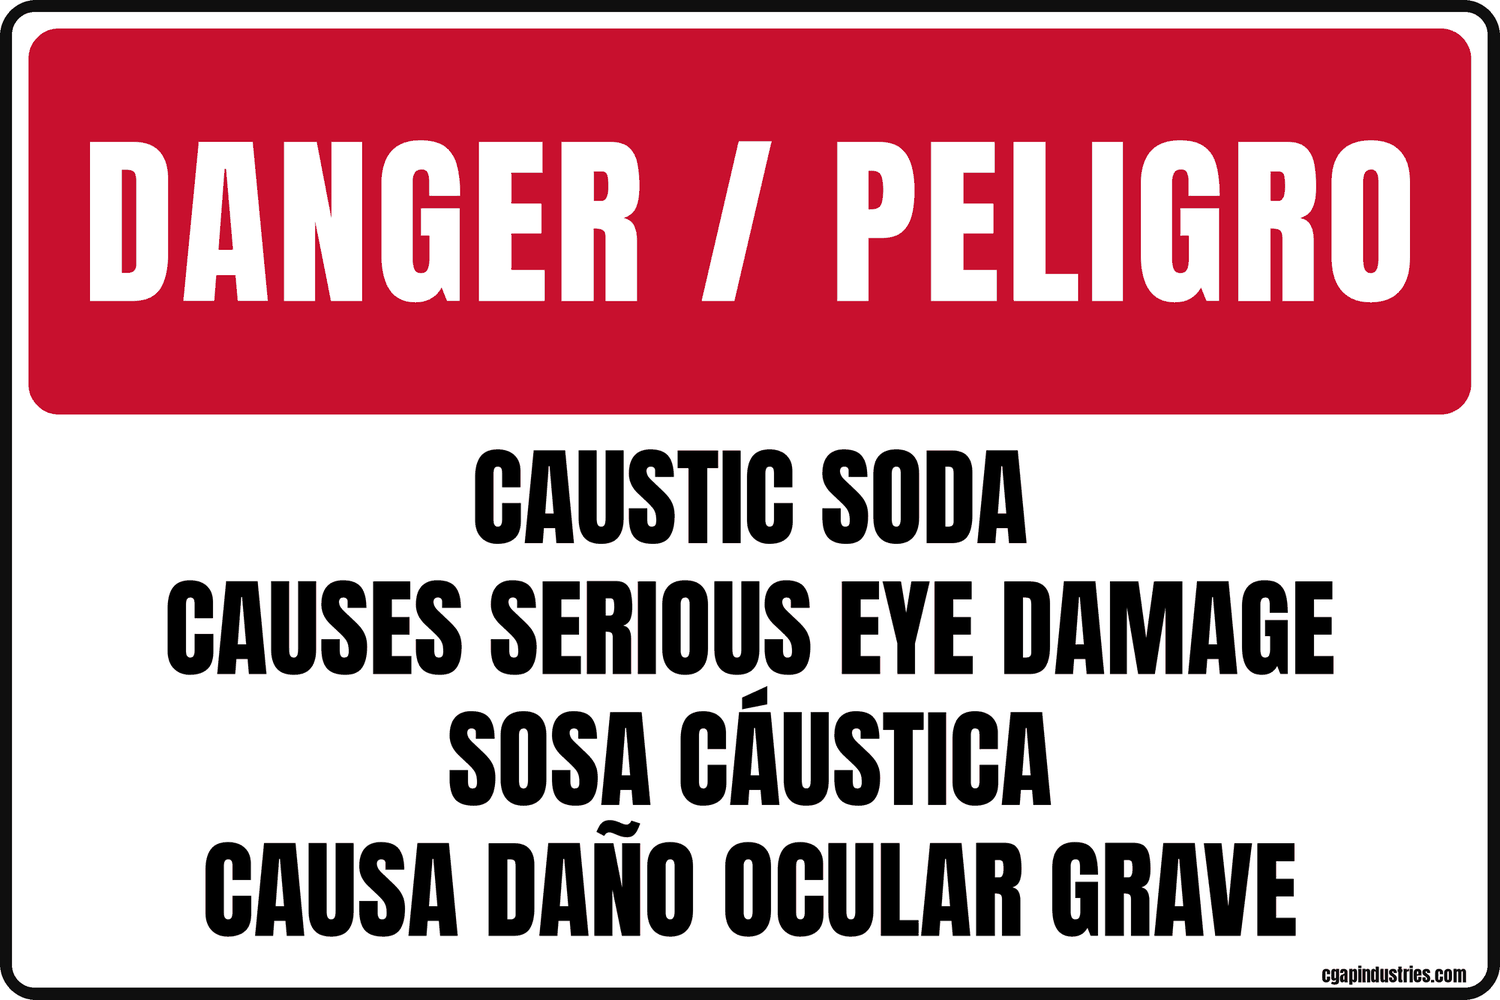 DANGER / PELIGRO
CAUSTIC SODA
CAUSES SERIOUS EYE DAMAGE
SOSA CÁUSTICA
CAUSA DAÑO OCULAR GRAVE
cgapindustries.com